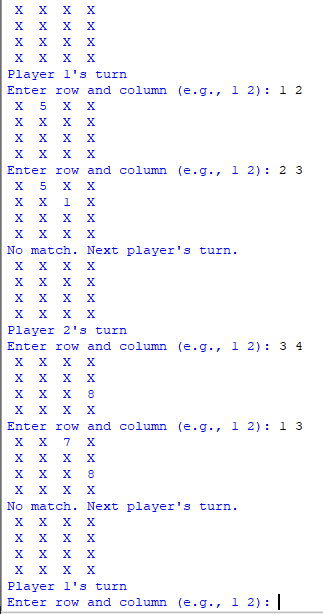 X X X X
X X X X
X X X X
X X X X
Player 1's turn
Enter row and column (e.g., 1 2): 1 2
X 5 X X
X X X X
X X X X
X X X X
Enter row and column (e.g., 1 2): 2 3
X 5 X X
X X 1 X
X X X X
X X X X
No match. Next player's turn.
X X X X
X X X X
X X X X
X X X X
Player 2's turn
Enter row and column (e.g., 1 2): 3 4
X X X X
X X X X
X X X 8
X X X X
Enter row and column (e.g., 1 2): 1 3
X X 7 X
X X X X
X X X 8
X X X X
No match. Next player's turn.
X X X X
X X X X
X X X X
X X X X
Player 1's turn
Enter row and column (e.g., 1 2):